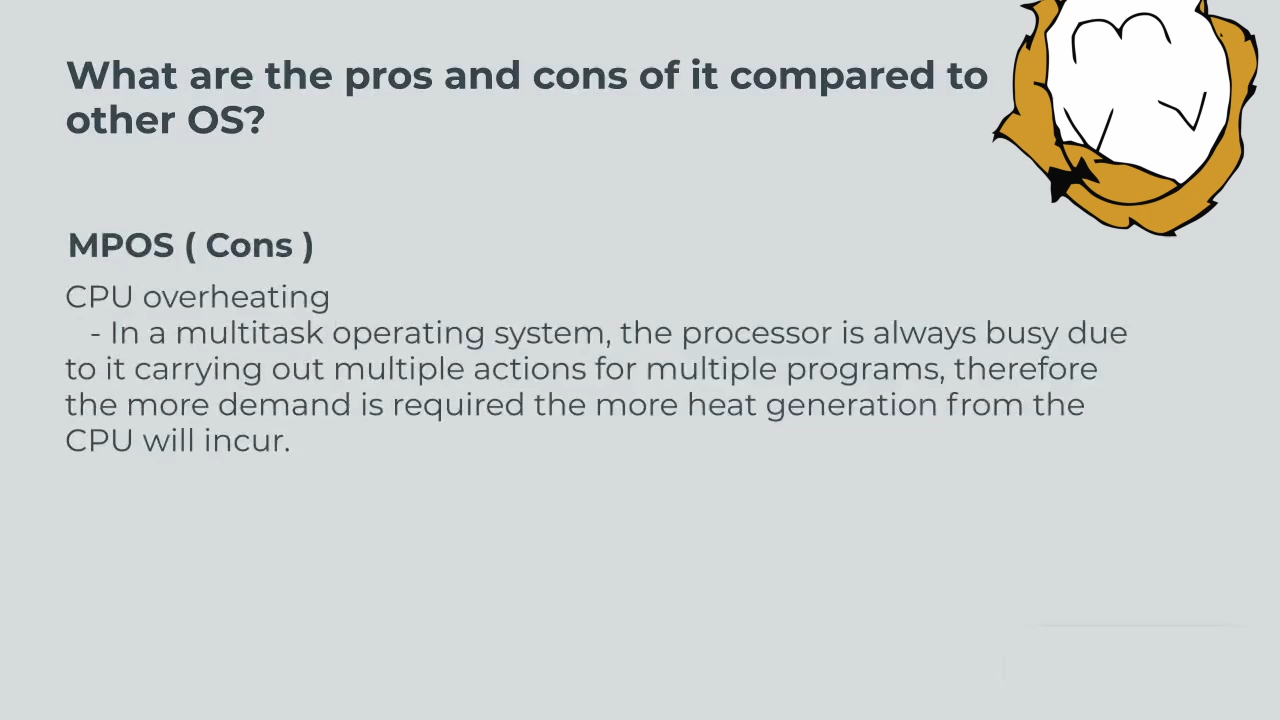 What are the pros and cons of it compared to
other OS?
MPOS ( Cons )
CPU overheating
- In a multitask operating system, the processor is always busy due
to it carrying out multiple actions for multiple programs, therefore
the more demand is required the more heat generation from the
CPU will incur.